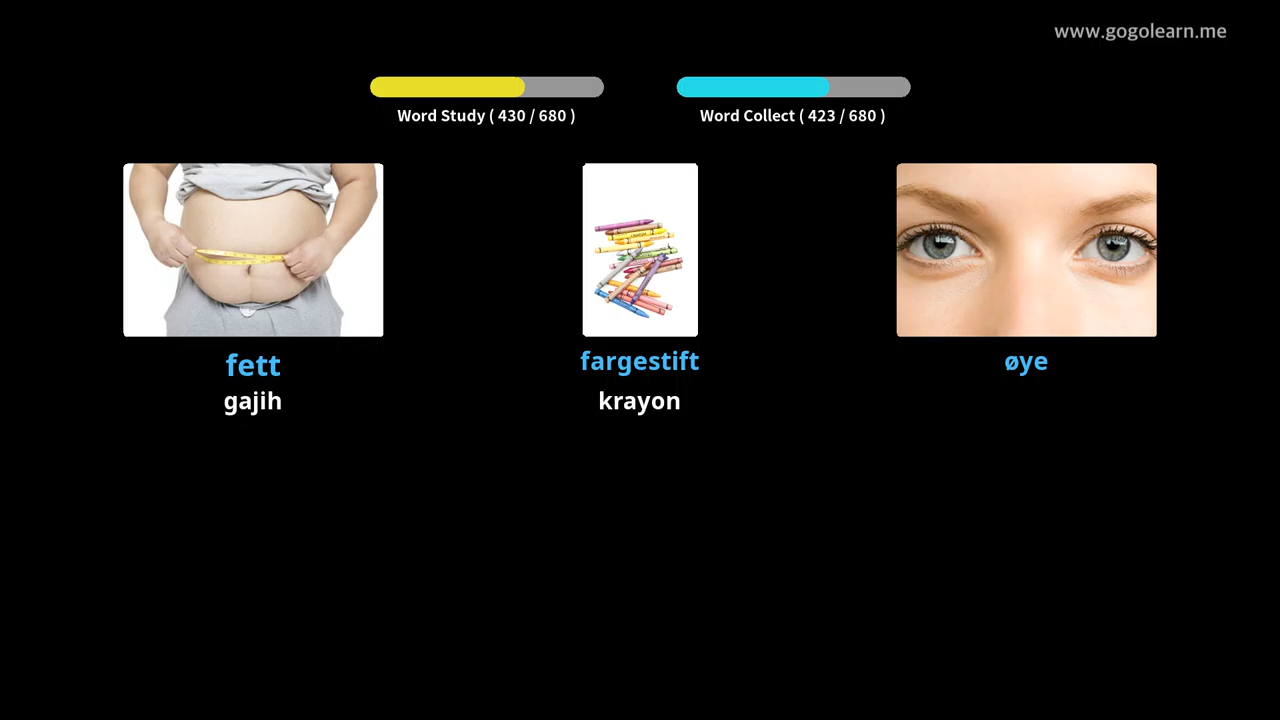 www.gogolearn.me
Word Study ( 430 / 680 )
Word Collect ( 423 / 680 )
fett
gajih
fargestift
krayon
øye